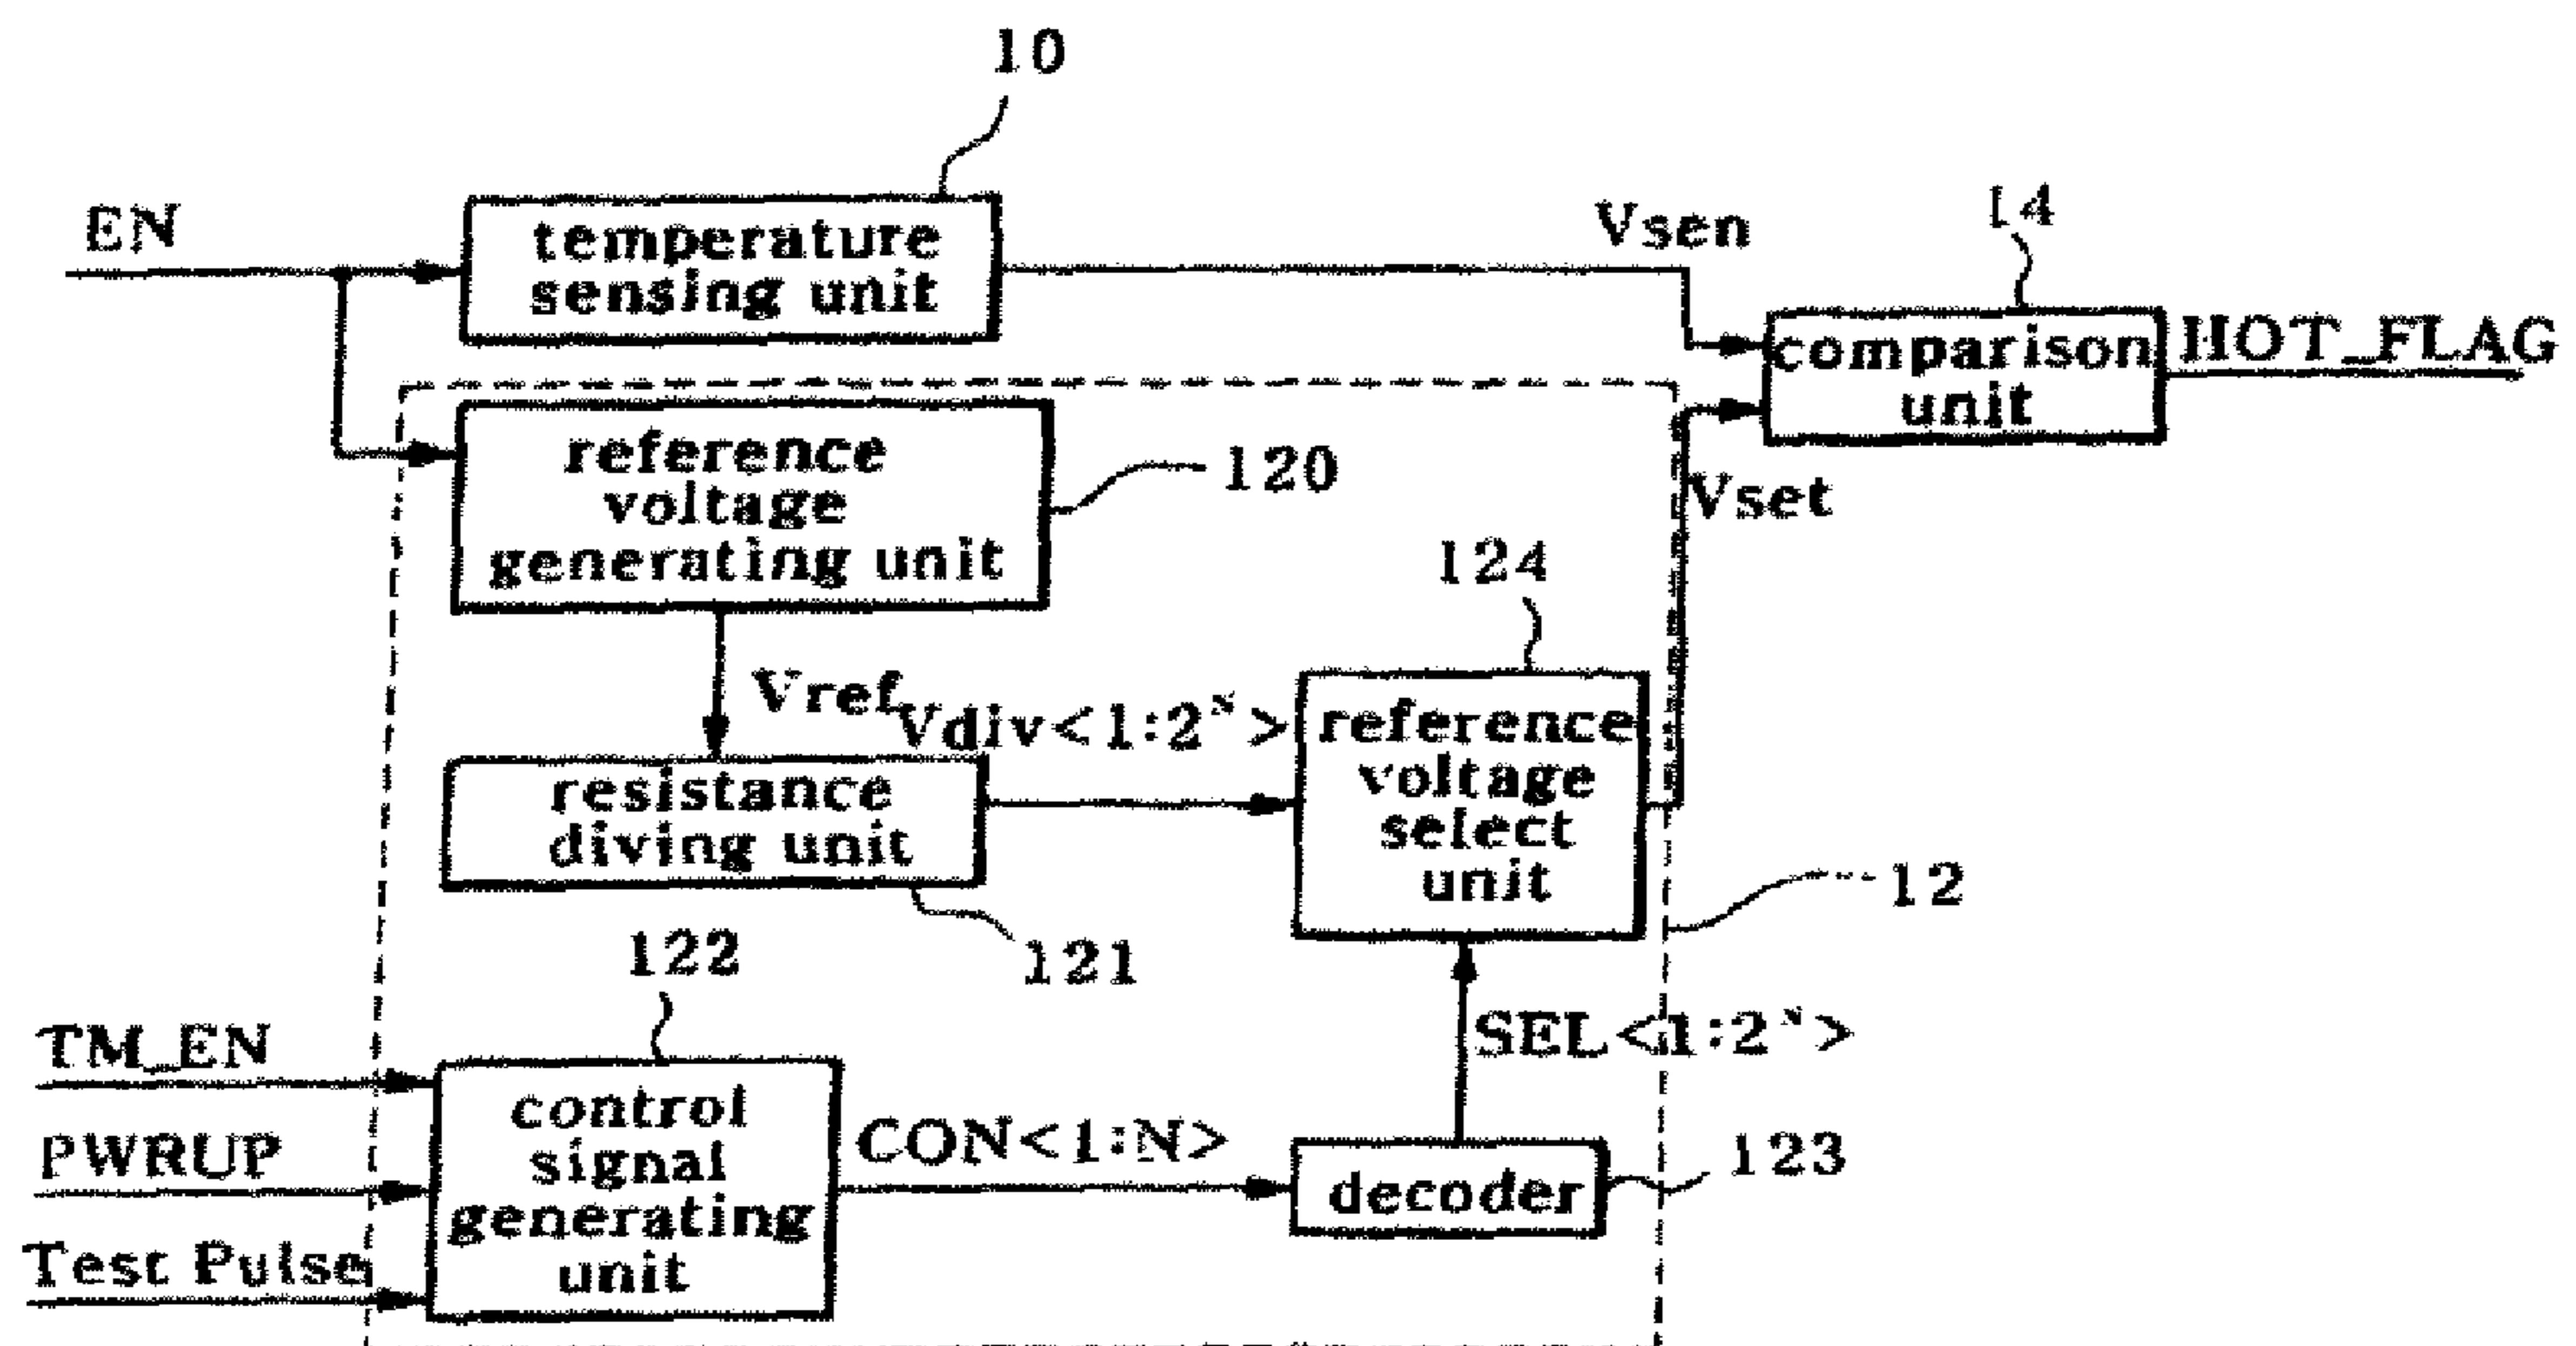 10
EN
temperature
sensing unit
Vsen
14
comparison
unit
HOT_FLAG
reference
voltage
generating unit
120
Vset
124
Vref
Vdiv<1:2ᴺ>
reference
voltage
select
unit
resistance
diving unit
12
122
121
TM_EN
PWRUP
Test Pulse
control
signal
generating
unit
CON<1:N>
SEL<1:2ᴺ>
decoder
123